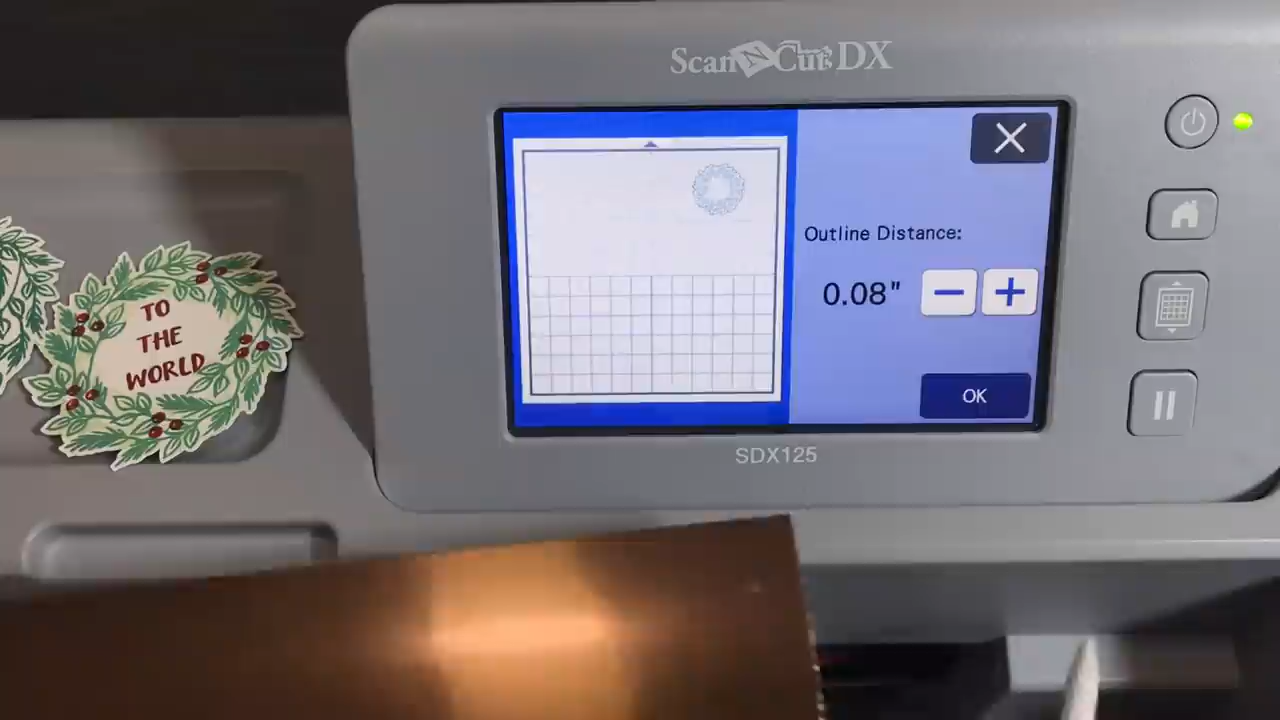 ScanNCut DX
Outline Distance:
0.08"
OK
SDX125
TO
THE
WORLD